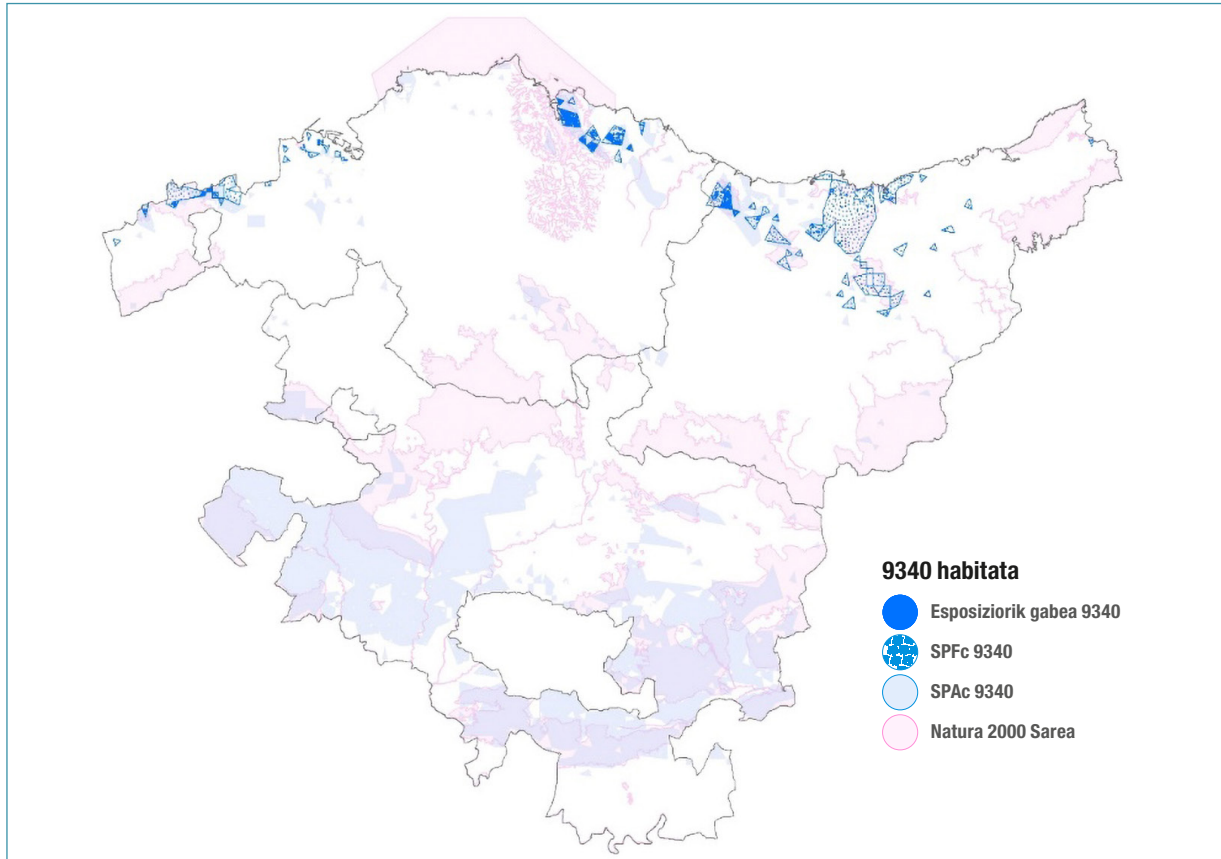 9340 habitata
Esposiziorik gabea 9340
SPFc 9340
SPAc 9340
Natura 2000 Sarea